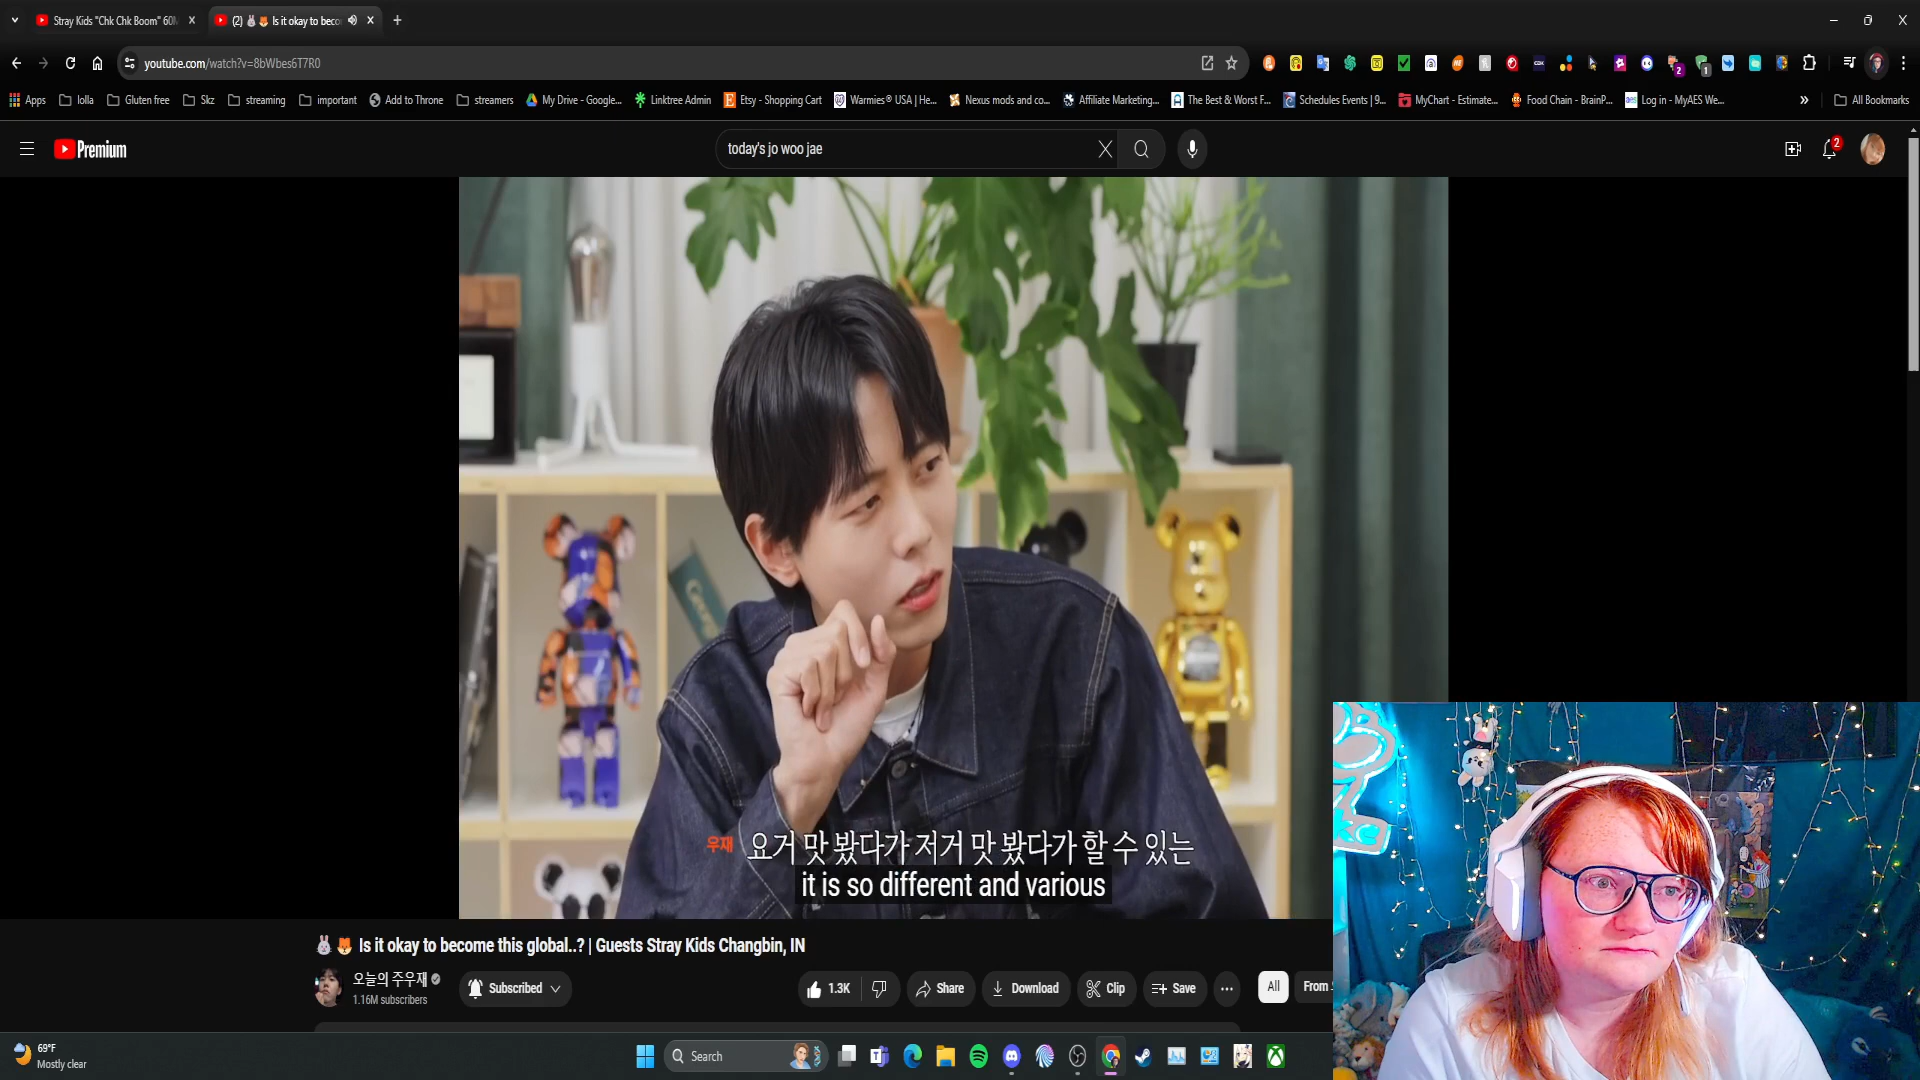 Stray Kids "Chk Chk Boom" 60M
(2) 🐰🦊 Is it okay to beco
youtube.com/watch?v=8bWbes6T7R0
Apps
lolla
Gluten free
Skz
streaming
important
Add to Throne
streamers
My Drive - Google...
Linktree Admin
Etsy - Shopping Cart
Warmies® USA | He...
Nexus mods and co...
Affiliate Marketing...
The Best & Worst F...
Schedules Events | 9...
MyChart - Estimate...
Food Chain - BrainP...
Log in - MyAES We...
All Bookmarks
Premium
today's jo woo jae
2
우재 요거 맛 봤다가 저거 맛 봤다가 할 수 있는
it is so different and various
🐰🦊 Is it okay to become this global..? | Guests Stray Kids Changbin, IN
오늘의 주우재
1.16M subscribers
Subscribed
1.3K
Share
Download
Clip
Save
All
From
69°F
Mostly clear
Search